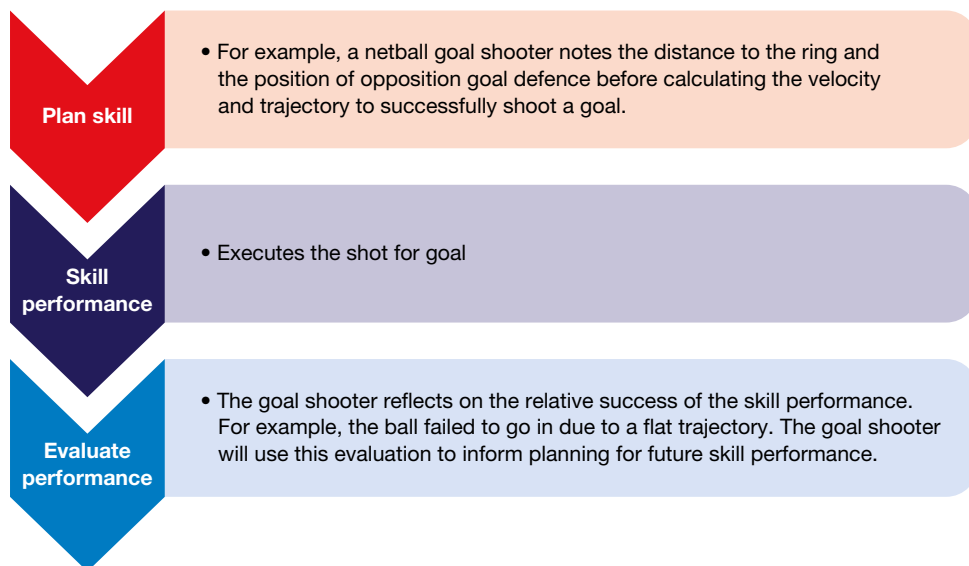 Plan skill
• For example, a netball goal shooter notes the distance to the ring and
the position of opposition goal defence before calculating the velocity
and trajectory to successfully shoot a goal.
Skill
performance
• Executes the shot for goal
Evaluate
performance
• The goal shooter reflects on the relative success of the skill performance.
For example, the ball failed to go in due to a flat trajectory. The goal shooter
will use this evaluation to inform planning for future skill performance.